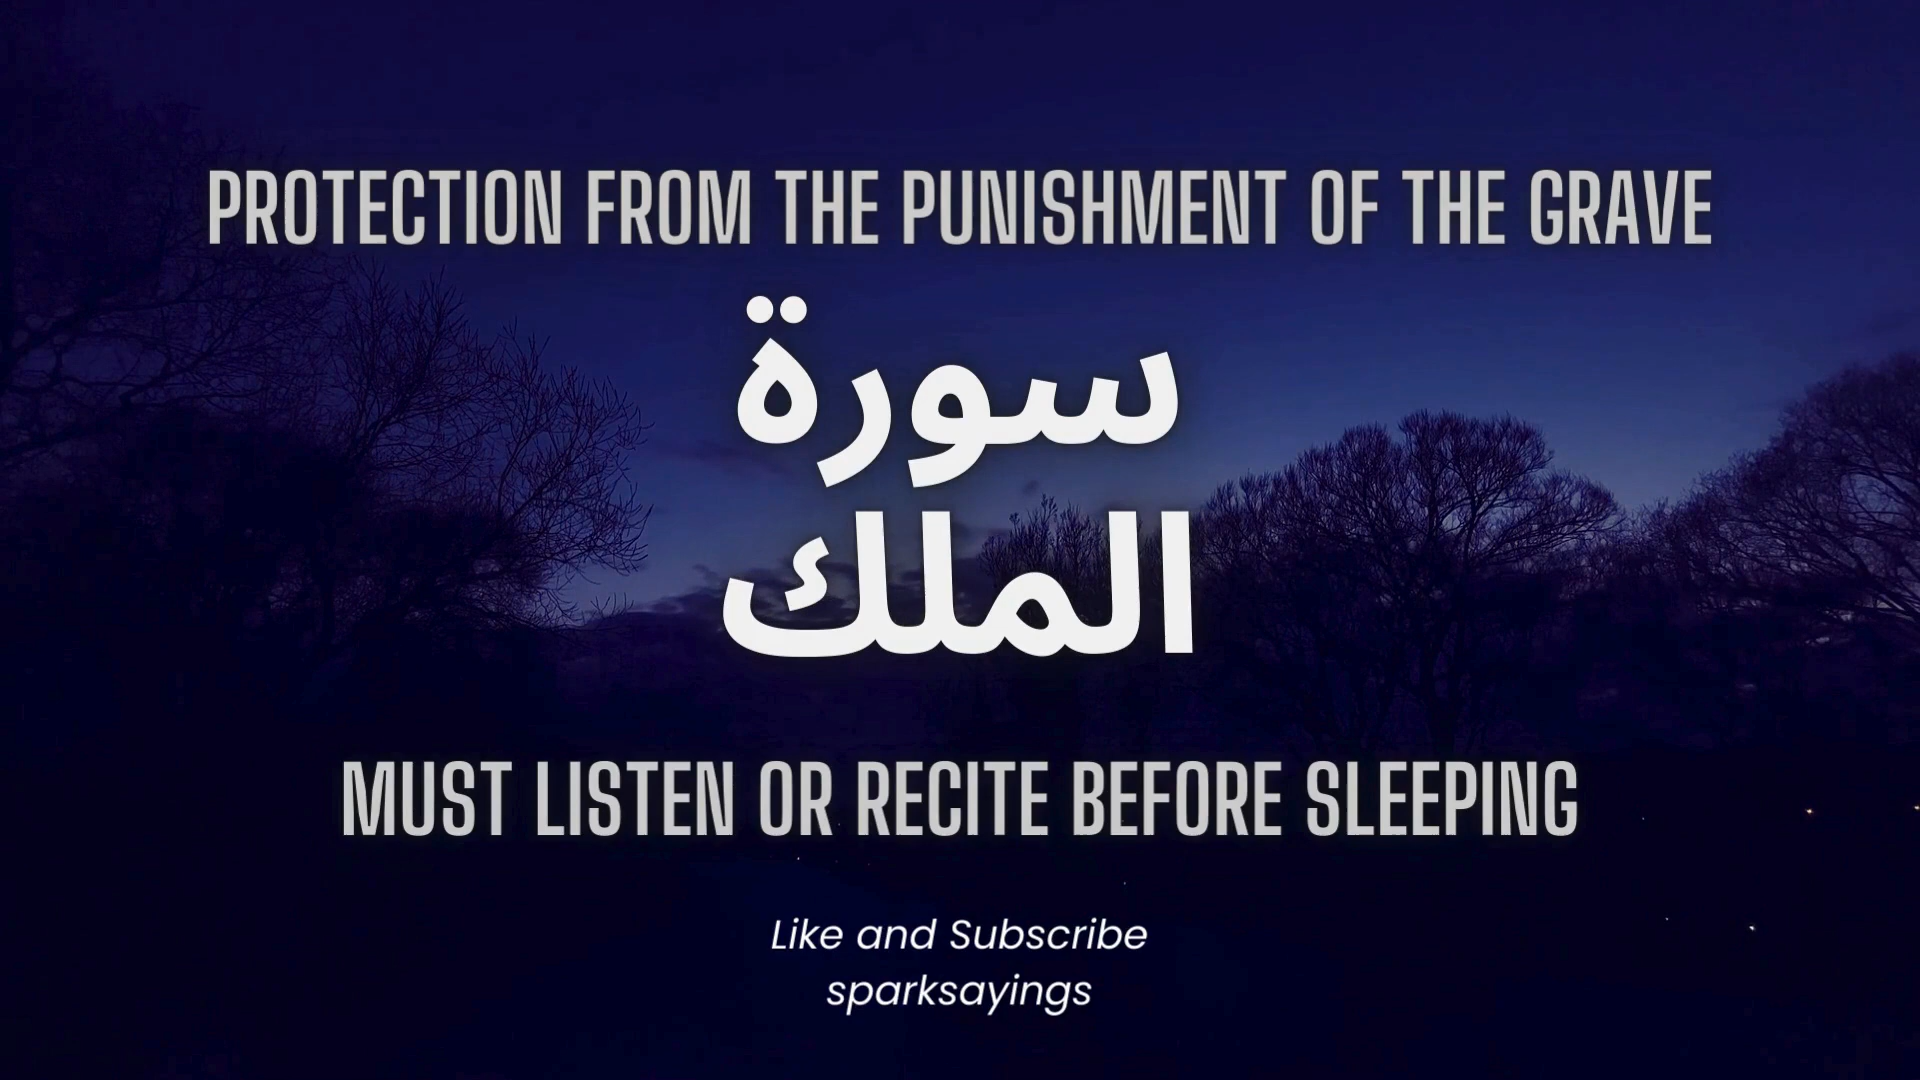 PROTECTION FROM THE PUNISHMENT OF THE GRAVE
سورة
الملك
MUST LISTEN OR RECITE BEFORE SLEEPING
Like and Subscribe
sparksayings